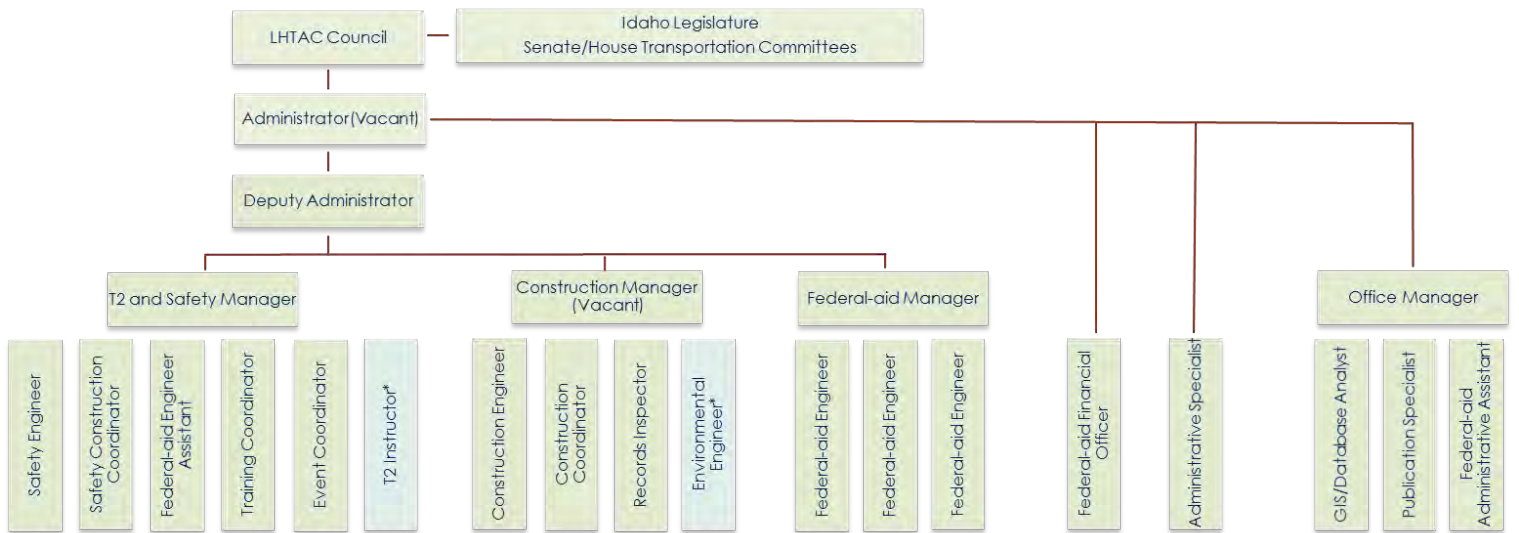 LHTAC Council
Idaho Legislature
Senate/House Transportation Committees
Administrator(Vacant)
Deputy Administrator
T2 and Safety Manager
Construction Manager
(Vacant)
Federal-aid Manager
Office Manager
Safety Engineer
Safety Construction
Coordinator
Federal-aid Engineer
Assistant
Training Coordinator
Event Coordinator
T2 Instructor*
Construction Engineer
Construction
Coordinator
Records Inspector
Environmental
Engineer*
Federal-aid Engineer
Federal-aid Engineer
Federal-aid Engineer
Federal-aid Financial
Officer
Administrative Specialist
GIS/Database Analyst
Publication Specialist
Federal-aid
Administrative Assistant